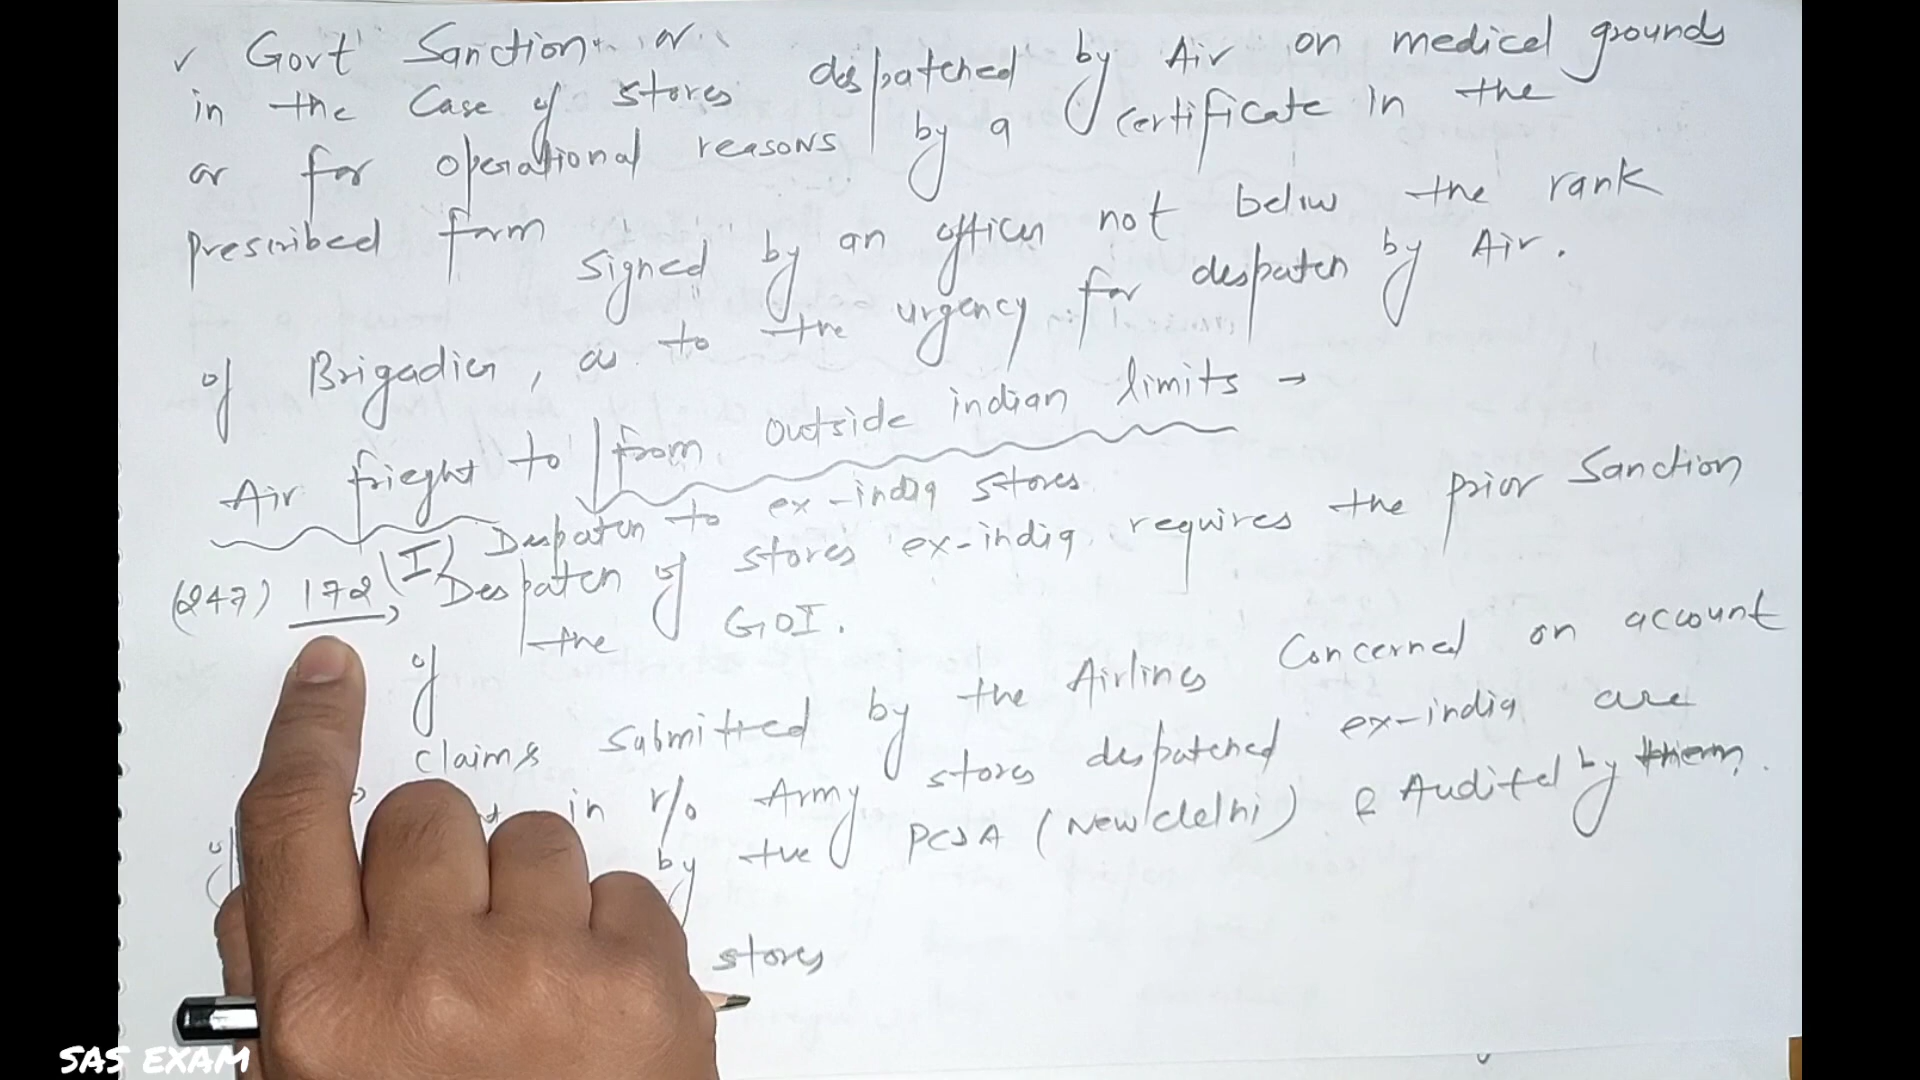 ✓ Govt Sanction or
in the Case of stores despatched by Air on medical grounds
or for operational reasons by a certificate in the
prescribed form signed by an officer not below the rank
of Brigadier, as to the urgency for despatch by Air.
Air frieght to / from outside indian limits →
(I) Despatch to ex-india stores
(247) 172, Despatch of stores ex-india requires the prior Sanction
of the GOI.
claims submitted by the Airlines Concerned on account
of in r/o Army stores despatched ex-india are
by the PCDA (New delhi) & Audited by them.
stores
SAS EXAM